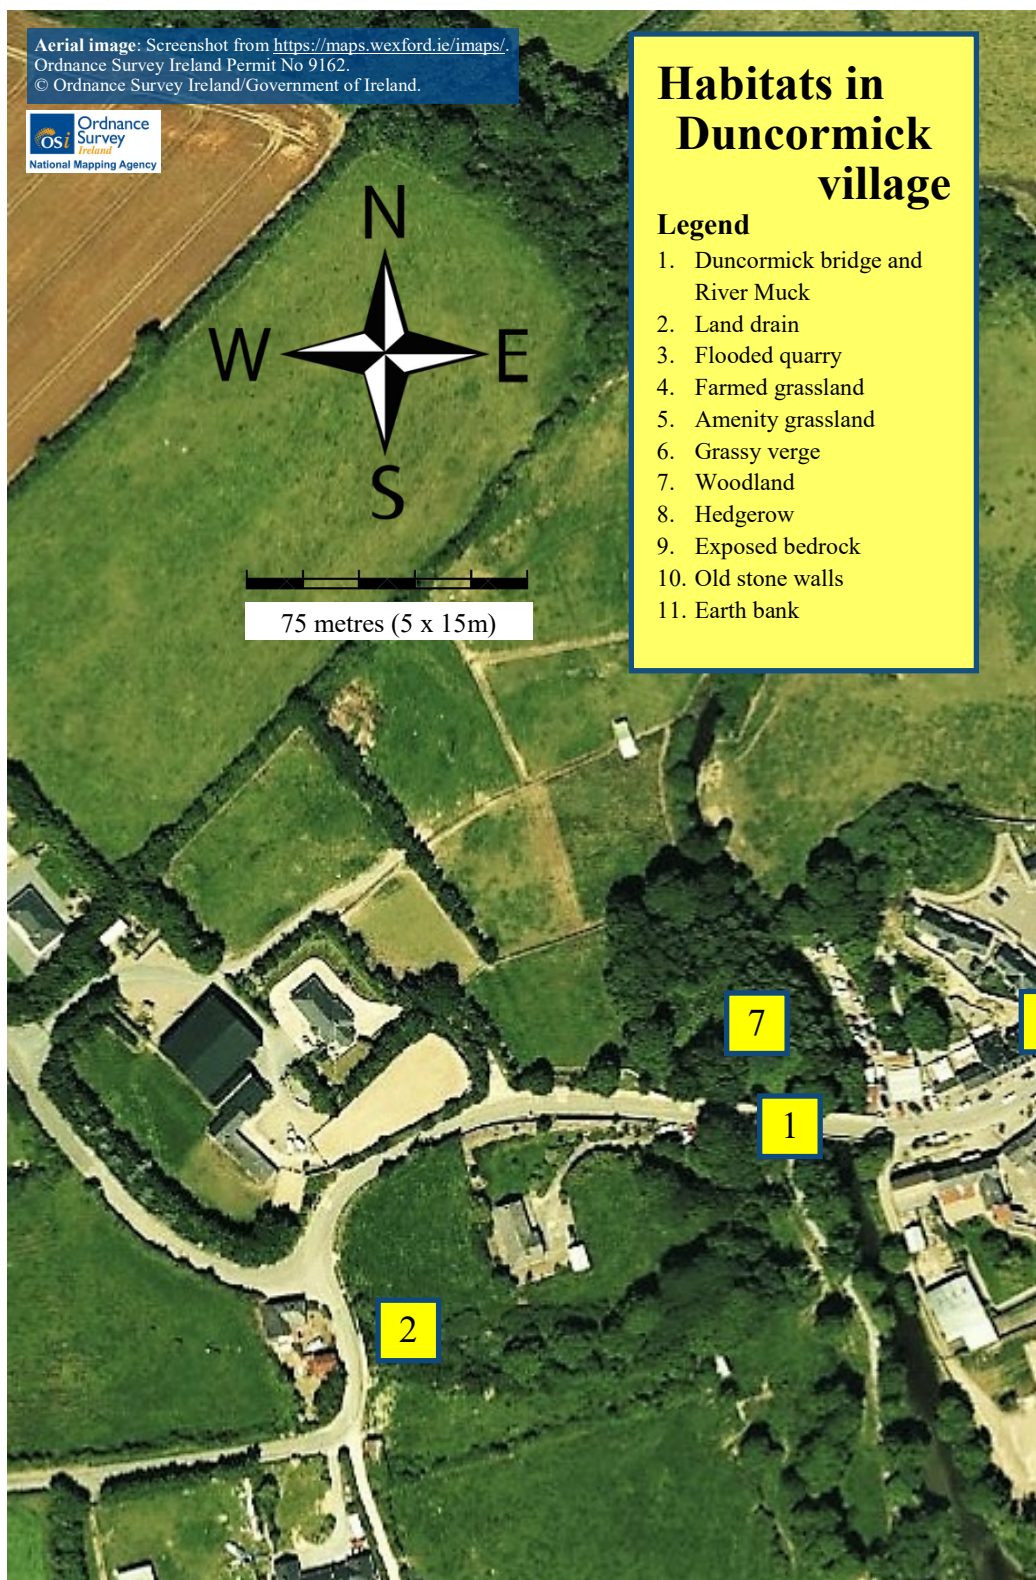 Aerial image: Screenshot from https://maps.wexford.ie/imaps/.
Ordnance Survey Ireland Permit No 9162.
© Ordnance Survey Ireland/Government of Ireland.
osi Ordnance
Survey
Ireland
National Mapping Agency
Habitats in
Duncormick
village
Legend
1. Duncormick bridge and
River Muck
2. Land drain
3. Flooded quarry
4. Farmed grassland
5. Amenity grassland
6. Grassy verge
7. Woodland
8. Hedgerow
9. Exposed bedrock
10. Old stone walls
11. Earth bank
N
W
E
S
75 metres (5 x 15m)
7
1
2